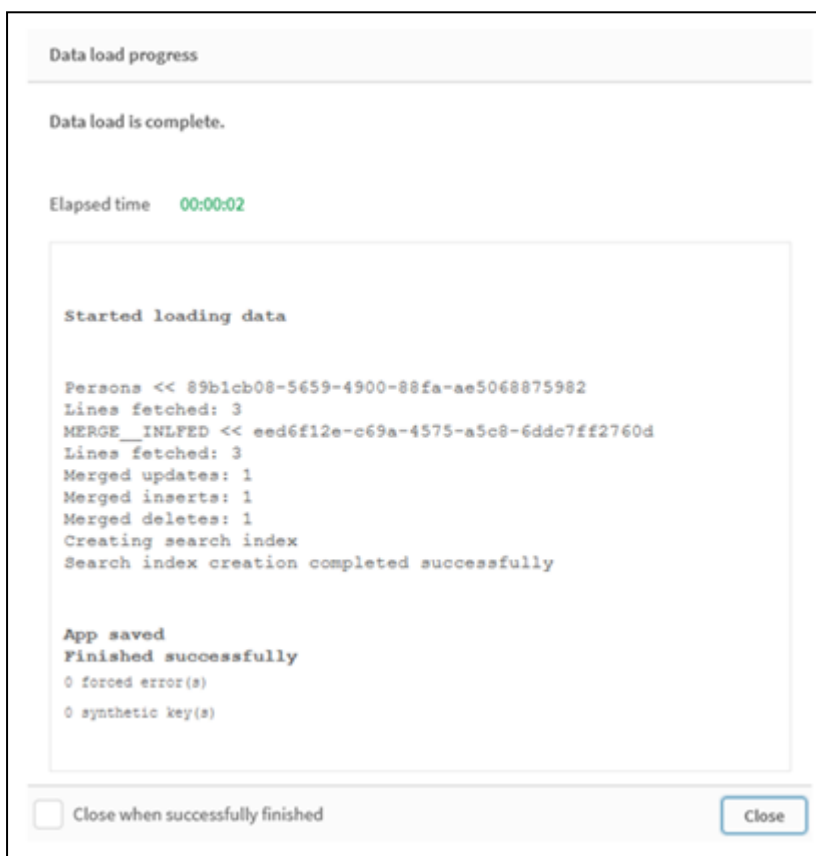 Data load progress
Data load is complete.
Elapsed time 00:00:02
Started loading data
Persons << 89b1cb08-5659-4900-88fa-ae5068875982
Lines fetched: 3
MERGE__INLFED << eed6f12e-c69a-4575-a5c8-6ddc7ff2760d
Lines fetched: 3
Merged updates: 1
Merged inserts: 1
Merged deletes: 1
Creating search index
Search index creation completed successfully
App saved
Finished successfully
0 forced error(s)
0 synthetic key(s)
Close when successfully finished
Close